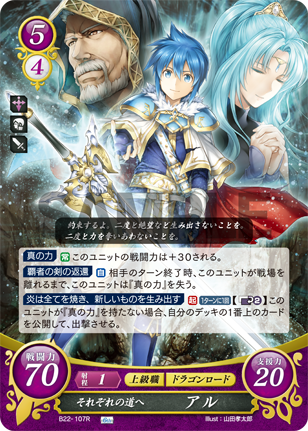 5
4
約束するよ。二度と絶望など生み出さないことを。
二度と力を奪いあわないことを。
真の力 常 このユニットの戦闘力は＋30される。
覇者の剣の返還 自 相手のターン終了時、このユニットが戦場を
離れるまで、このユニットは『真の力』を失う。
炎は全てを焼き、新しいものを生み出す 起 1ターンに1回 【2】この
ユニットが『真の力』を持たない場合、自分のデッキの1番上のカード
を公開して、出撃させる。
戦闘力 70
射程 1 上級職 ドラゴンロード
支援力 20
それぞれの道へ アル
B22-107R Illust：山田孝太郎